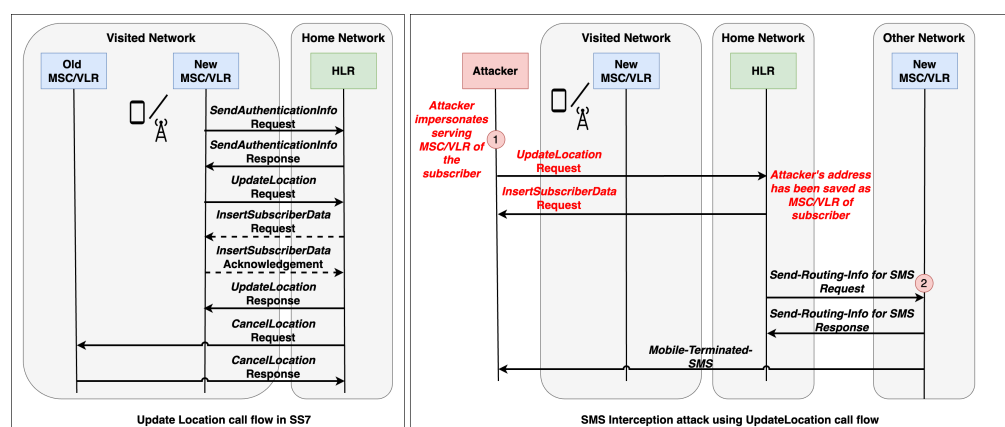 Visited Network
Home Network
Old
MSC/VLR
New
MSC/VLR
HLR
SendAuthenticationInfo
Request
SendAuthenticationInfo
Response
UpdateLocation
Request
InsertSubscriberData
Request
InsertSubscriberData
Acknowledgement
UpdateLocation
Response
CancelLocation
Request
CancelLocation
Response
Update Location call flow in SS7
Visited Network
Home Network
Other Network
Attacker
New
MSC/VLR
HLR
New
MSC/VLR
Attacker
impersonates
serving
MSC/VLR of
the
subscriber
1
UpdateLocation
Request
InsertSubscriberData
Request
Attacker's address
has been saved as
MSC/VLR of
subscriber
Send-Routing-Info for SMS
Request
2
Send-Routing-Info for SMS
Response
Mobile-Terminated-
SMS
SMS Interception attack using UpdateLocation call flow